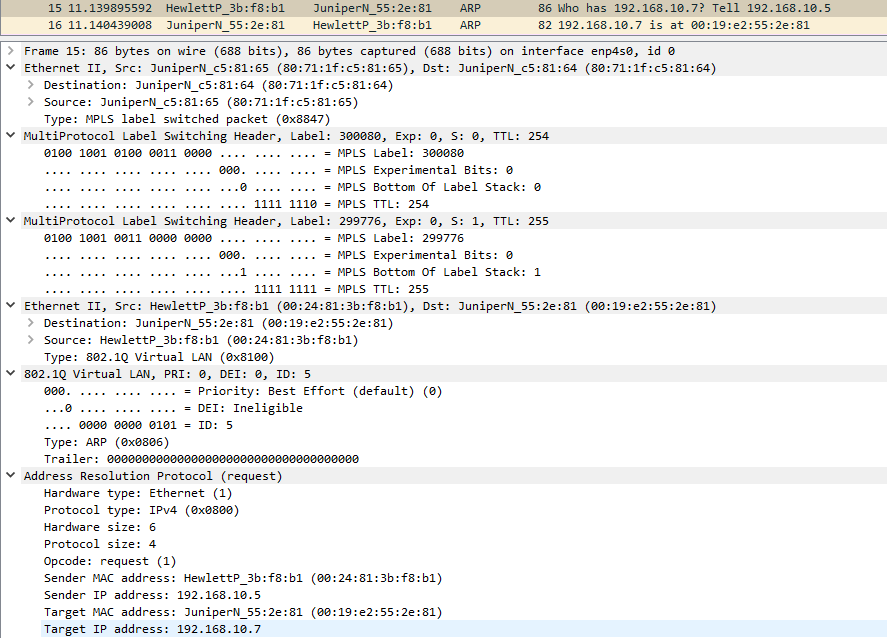 15 11.139895592 HewlettP_3b:f8:b1 JuniperN_55:2e:81 ARP 86 Who has 192.168.10.7? Tell 192.168.10.5
16 11.140439008 JuniperN_55:2e:81 HewlettP_3b:f8:b1 ARP 82 192.168.10.7 is at 00:19:e2:55:2e:81
Frame 15: 86 bytes on wire (688 bits), 86 bytes captured (688 bits) on interface enp4s0, id 0
Ethernet II, Src: JuniperN_c5:81:65 (80:71:1f:c5:81:65), Dst: JuniperN_c5:81:64 (80:71:1f:c5:81:64)
Destination: JuniperN_c5:81:64 (80:71:1f:c5:81:64)
Source: JuniperN_c5:81:65 (80:71:1f:c5:81:65)
Type: MPLS label switched packet (0x8847)
MultiProtocol Label Switching Header, Label: 300080, Exp: 0, S: 0, TTL: 254
0100 1001 0100 0011 0000 .... .... .... = MPLS Label: 300080
.... .... .... .... .... 000. .... .... = MPLS Experimental Bits: 0
.... .... .... .... .... ...0 .... .... = MPLS Bottom Of Label Stack: 0
.... .... .... .... .... .... 1111 1110 = MPLS TTL: 254
MultiProtocol Label Switching Header, Label: 299776, Exp: 0, S: 1, TTL: 255
0100 1001 0011 0000 0000 .... .... .... = MPLS Label: 299776
.... .... .... .... .... 000. .... .... = MPLS Experimental Bits: 0
.... .... .... .... .... ...1 .... .... = MPLS Bottom Of Label Stack: 1
.... .... .... .... .... .... 1111 1111 = MPLS TTL: 255
Ethernet II, Src: HewlettP_3b:f8:b1 (00:24:81:3b:f8:b1), Dst: JuniperN_55:2e:81 (00:19:e2:55:2e:81)
Destination: JuniperN_55:2e:81 (00:19:e2:55:2e:81)
Source: HewlettP_3b:f8:b1 (00:24:81:3b:f8:b1)
Type: 802.1Q Virtual LAN (0x8100)
802.1Q Virtual LAN, PRI: 0, DEI: 0, ID: 5
000. .... .... .... = Priority: Best Effort (default) (0)
...0 .... .... .... = DEI: Ineligible
.... 0000 0000 0101 = ID: 5
Type: ARP (0x0806)
Trailer: 000000000000000000000000000000000000
Address Resolution Protocol (request)
Hardware type: Ethernet (1)
Protocol type: IPv4 (0x0800)
Hardware size: 6
Protocol size: 4
Opcode: request (1)
Sender MAC address: HewlettP_3b:f8:b1 (00:24:81:3b:f8:b1)
Sender IP address: 192.168.10.5
Target MAC address: JuniperN_55:2e:81 (00:19:e2:55:2e:81)
Target IP address: 192.168.10.7